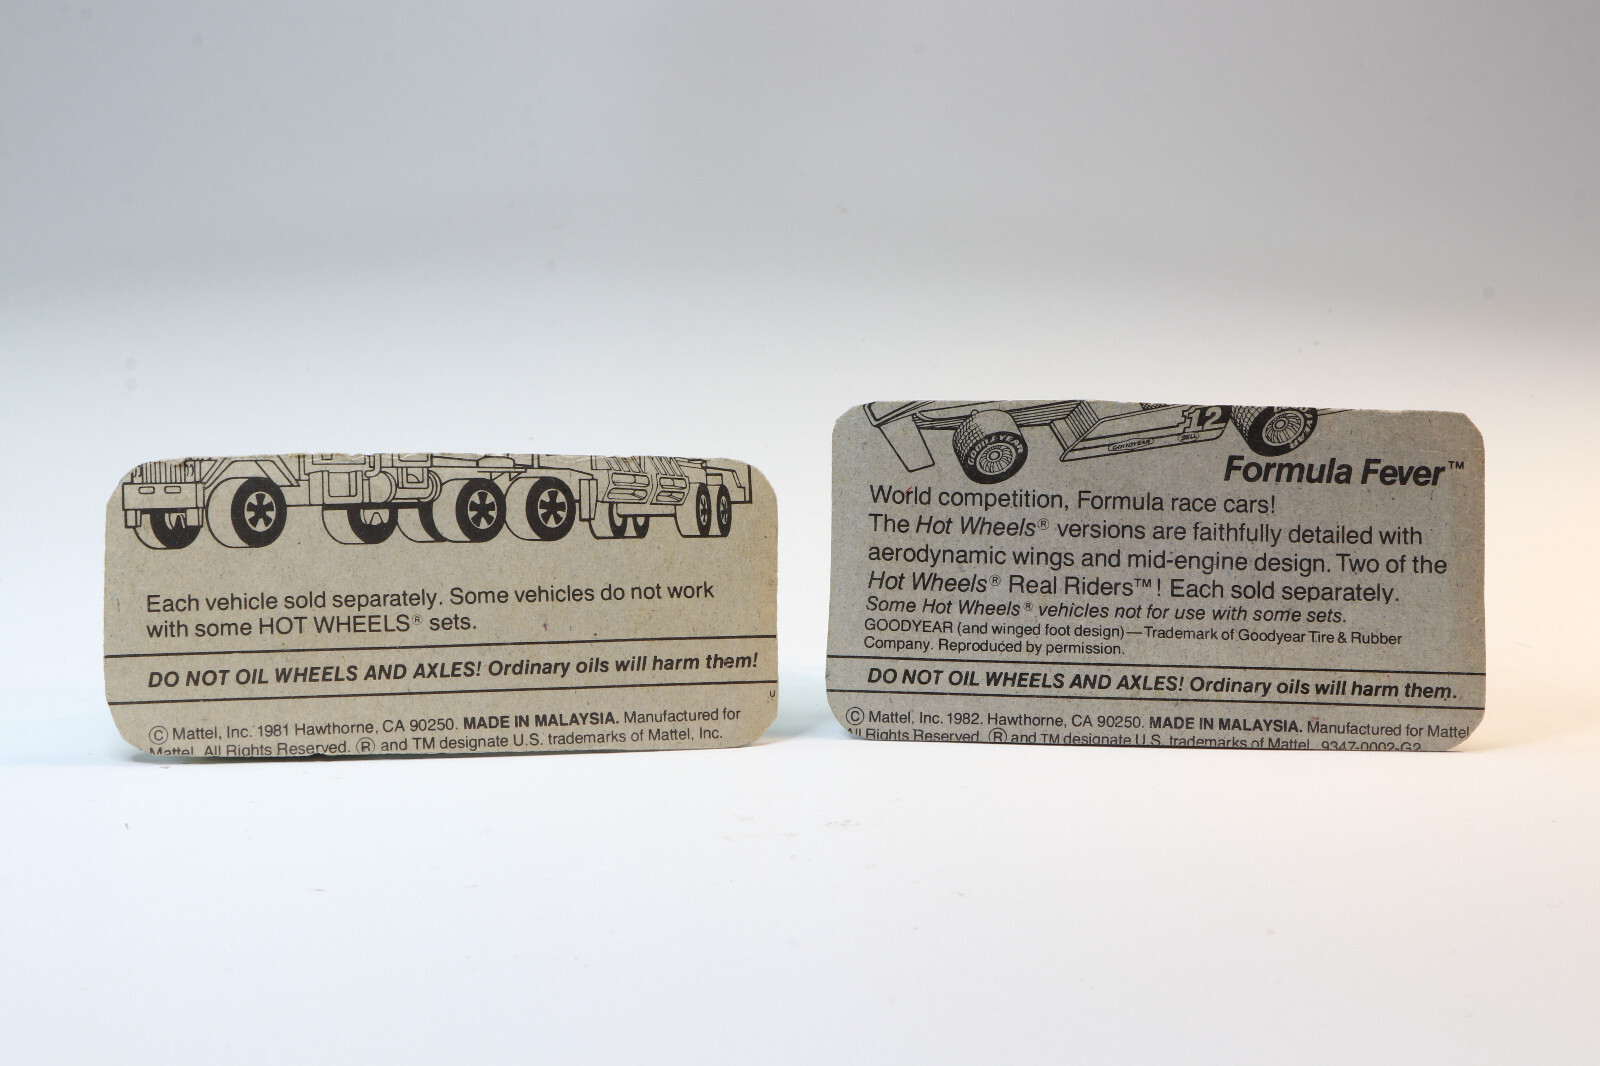 Each vehicle sold separately. Some vehicles do not work
with some HOT WHEELS® sets.
DO NOT OIL WHEELS AND AXLES! Ordinary oils will harm them!
U
© Mattel, Inc. 1981 Hawthorne, CA 90250. MADE IN MALAYSIA. Manufactured for
Mattel. All Rights Reserved. ® and TM designate U.S. trademarks of Mattel, Inc.
GOODYEAR
GOODYEAR
BELL
12
Formula Fever™
World competition, Formula race cars!
The Hot Wheels® versions are faithfully detailed with
aerodynamic wings and mid-engine design. Two of the
Hot Wheels® Real Riders™! Each sold separately.
Some Hot Wheels® vehicles not for use with some sets.
GOODYEAR (and winged foot design)—Trademark of Goodyear Tire & Rubber
Company. Reproduced by permission.
DO NOT OIL WHEELS AND AXLES! Ordinary oils will harm them.
© Mattel, Inc. 1982. Hawthorne, CA 90250. MADE IN MALAYSIA. Manufactured for Mattel
All Rights Reserved. ® and TM designate U.S. trademarks of Mattel. 9347-0002-G2